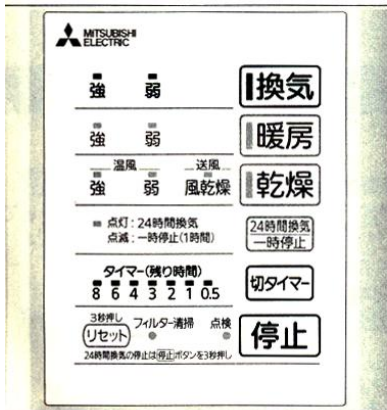 MITSUBISHI
ELECTRIC
強 弱 換気
強 弱 暖房
温風 送風
強 弱 風乾燥 乾燥
点灯:24時間換気
点滅:一時停止(1時間)
24時間換気
一時停止
タイマー(残り時間)
8 6 4 3 2 1 0.5
切タイマー
3秒押し
リセット フィルター清掃 点検
停止
24時間換気の停止は停止ボタンを3秒押し